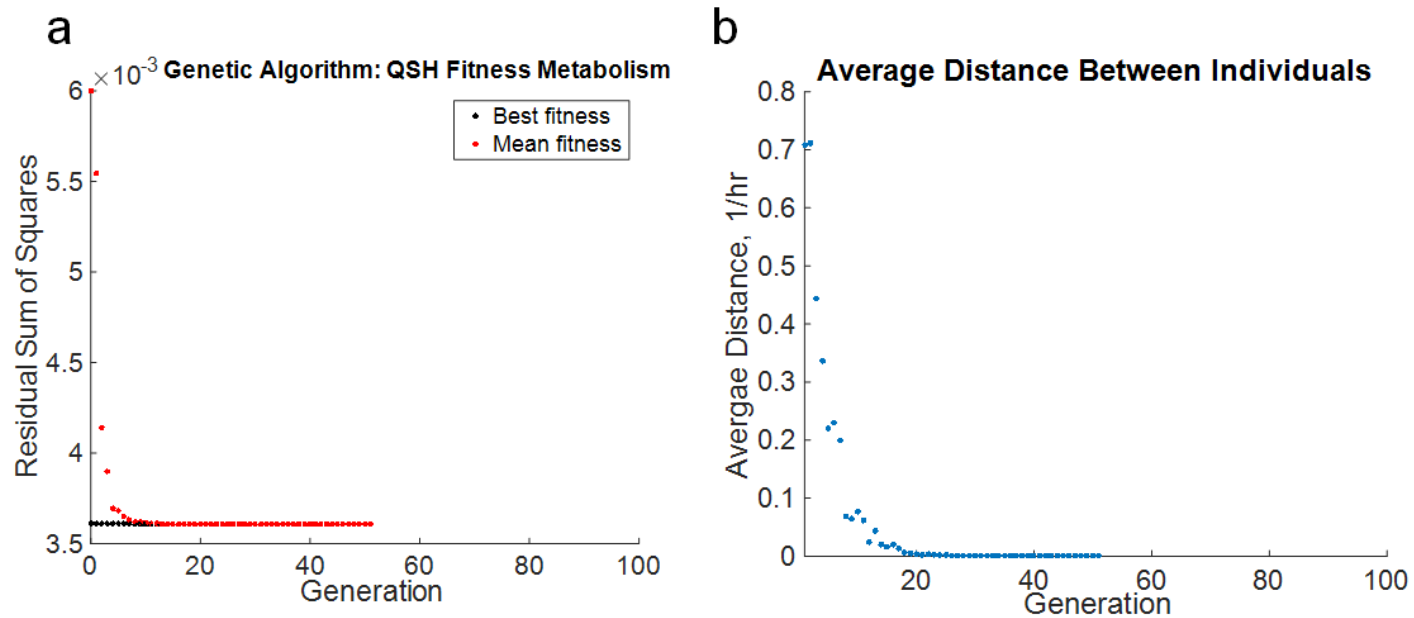 a
×10-3 Genetic Algorithm: QSH Fitness Metabolism
Best fitness
Mean fitness
6
5.5
5
4.5
4
3.5
Residual Sum of Squares
0 20 40 60 80 100
Generation
b
Average Distance Between Individuals
0.8
0.7
0.6
0.5
0.4
0.3
0.2
0.1
0
Avergae Distance, 1/hr
20 40 60 80 100
Generation